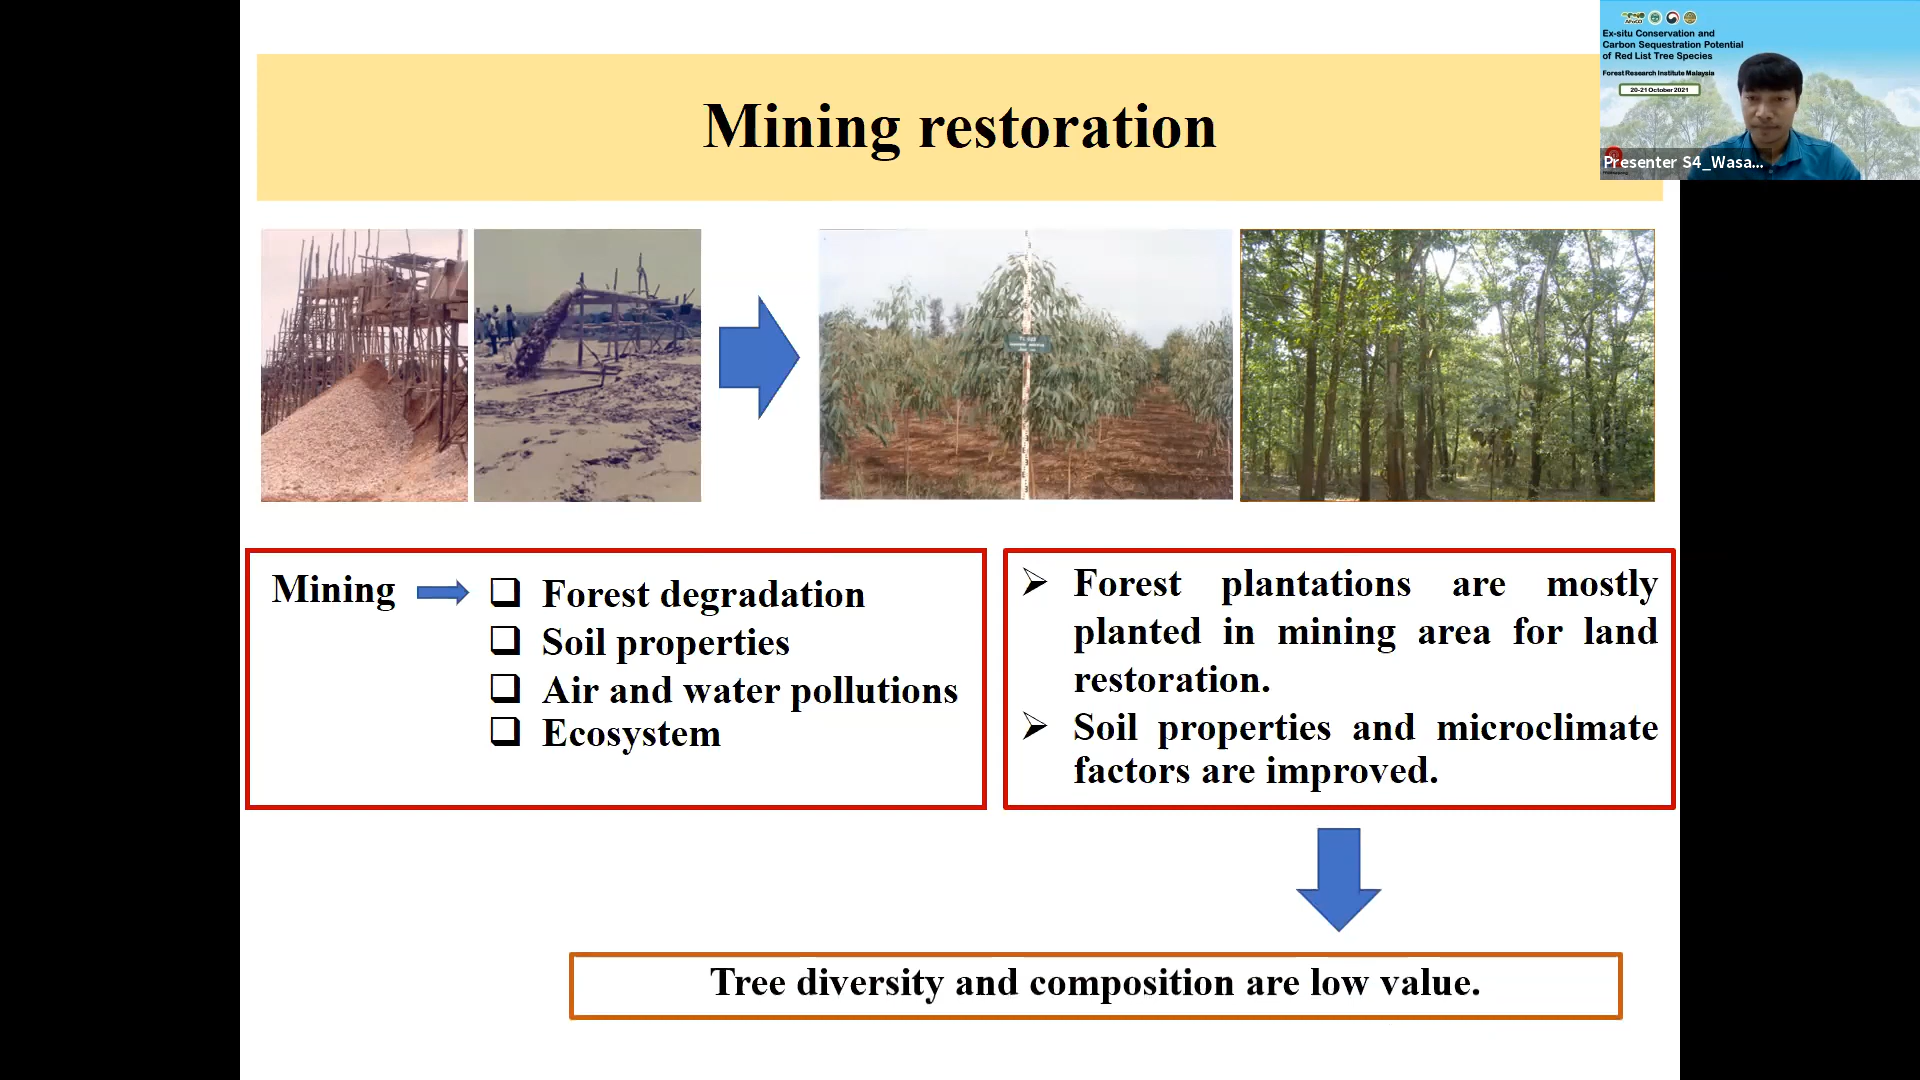 Mining restoration
Ex-situ Conservation and
Carbon Sequestration Potential
of Red List Tree Species
Forest Research Institute Malaysia
20-21 October 2021
Presenter S4_Wasa...
Mining
Forest degradation
Soil properties
Air and water pollutions
Ecosystem
Forest plantations are mostly
planted in mining area for land
restoration.
Soil properties and microclimate
factors are improved.
Tree diversity and composition are low value.